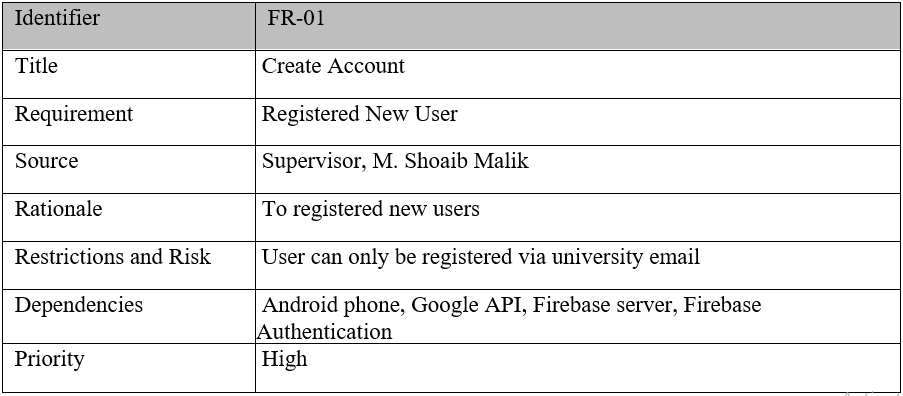 Identifier FR-01
Title Create Account
Requirement Registered New User
Source Supervisor, M. Shoaib Malik
Rationale To registered new users
Restrictions and Risk User can only be registered via university email
Dependencies Android phone, Google API, Firebase server, Firebase
Authentication
Priority High